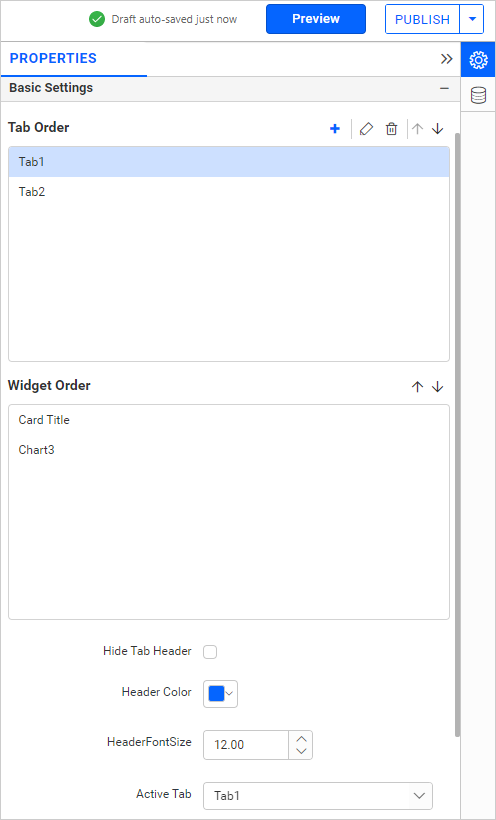 Draft auto-saved just now
Preview
PUBLISH
PROPERTIES
Basic Settings
Tab Order
Tab1
Tab2
Widget Order
Card Title
Chart3
Hide Tab Header
Header Color
HeaderFontSize
12.00
Active Tab
Tab1